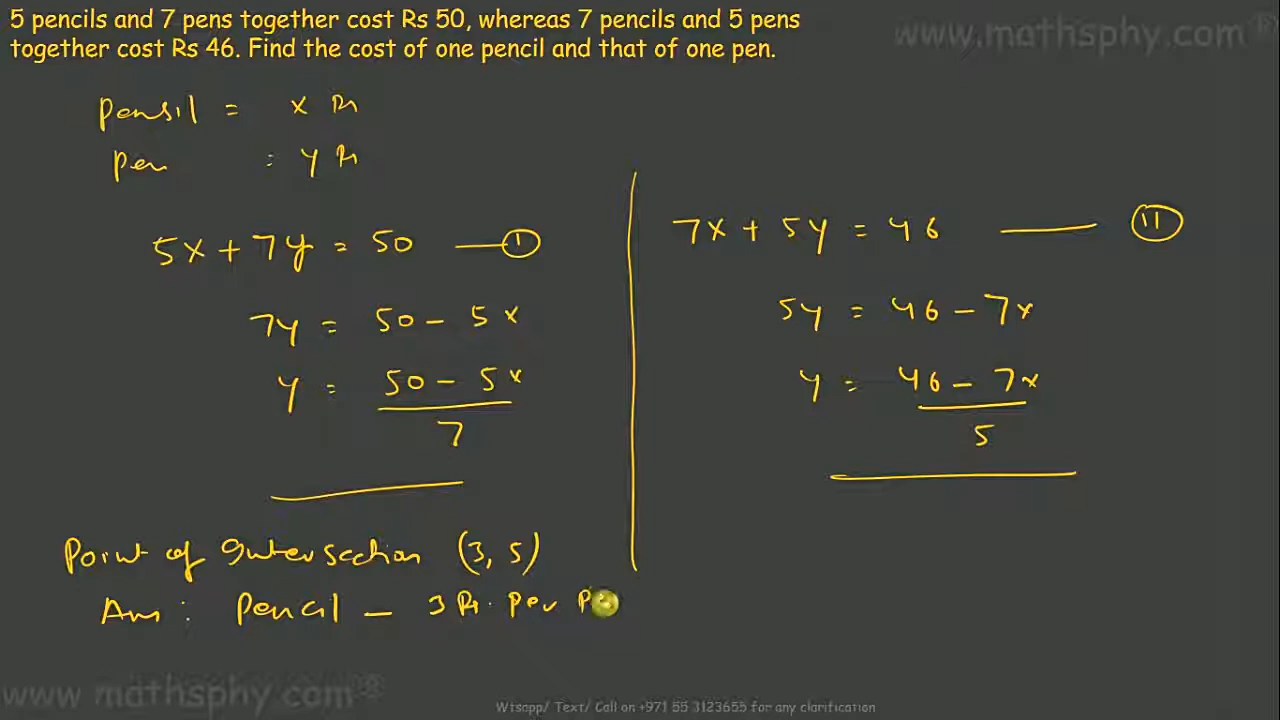 5 pencils and 7 pens together cost Rs 50, whereas 7 pencils and 5 pens
together cost Rs 46. Find the cost of one pencil and that of one pen.
www.mathsphy.com®
pensil = x Rs
pen : y Rs
5x + 7y = 50 — (1)
7y = 50 - 5x
y = 50 - 5x
7
7x + 5y = 46 — (11)
5y = 46 - 7x
y = 46 - 7x
5
Point of Intersection (3, 5)
Ans : Pencil - 3 Rs. Per
www.mathsphy.com®
Wtsapp/ Text/ Call on +971 55 3123655 for any clarification